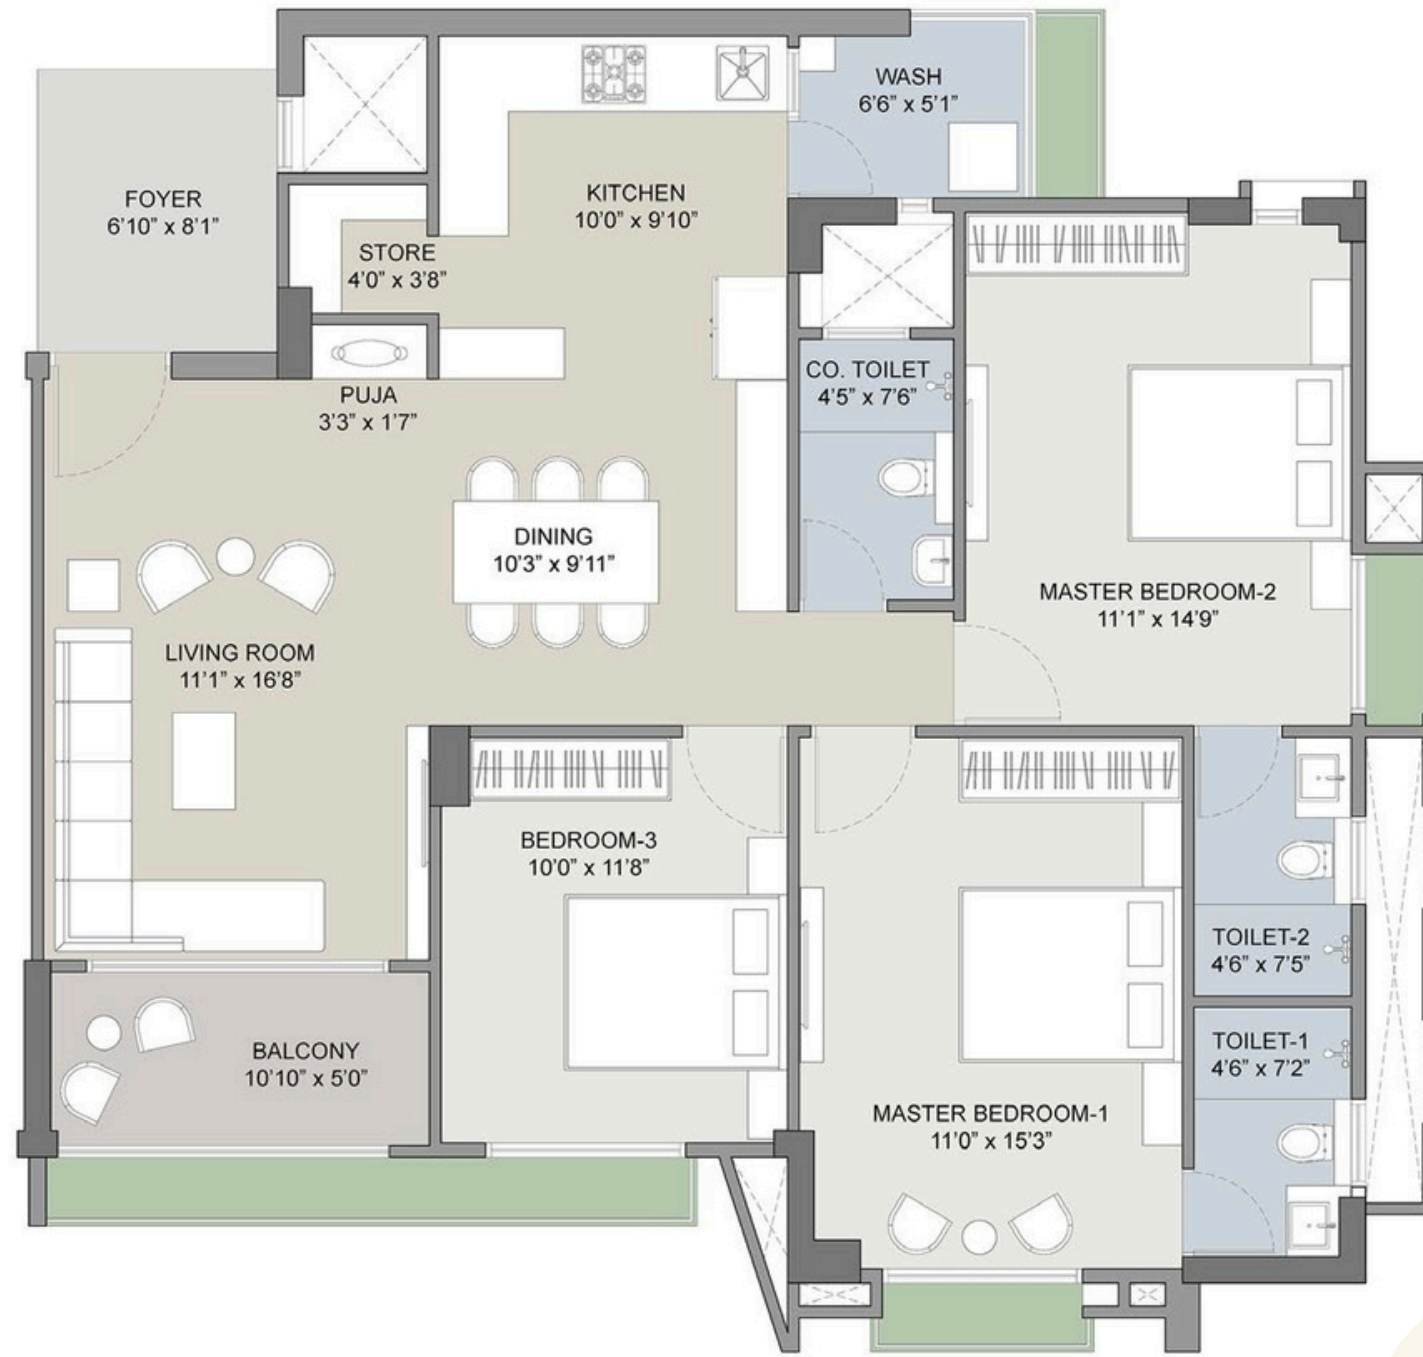 WASH
6'6" x 5'1"
FOYER
6'10" x 8'1"
KITCHEN
10'0" x 9'10"
STORE
4'0" x 3'8"
PUJA
3'3" x 1'7"
CO. TOILET
4'5" x 7'6"
DINING
10'3" x 9'11"
MASTER BEDROOM-2
11'1" x 14'9"
LIVING ROOM
11'1" x 16'8"
BEDROOM-3
10'0" x 11'8"
TOILET-2
4'6" x 7'5"
BALCONY
10'10" x 5'0"
TOILET-1
4'6" x 7'2"
MASTER BEDROOM-1
11'0" x 15'3"